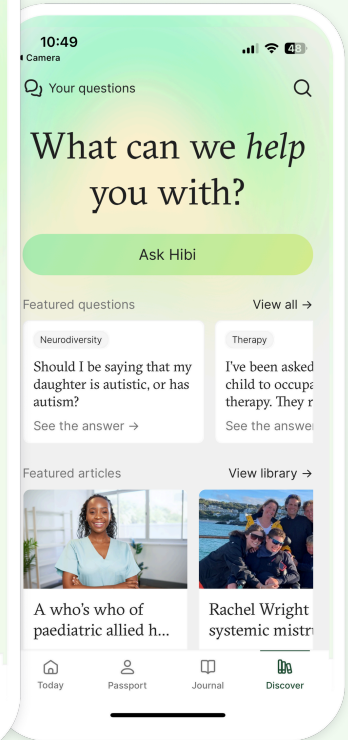 10:49
Camera
48
Your questions
What can we help
you with?
Ask Hibi
Featured questions
View all →
Neurodiversity
Should I be saying that my
daughter is autistic, or has
autism?
See the answer →
Therapy
I've been asked
child to occupa
therapy. They r
See the answe
Featured articles
View library →
A who's who of
paediatric allied h...
Rachel Wright
systemic mistr
Today
Passport
Journal
Discover